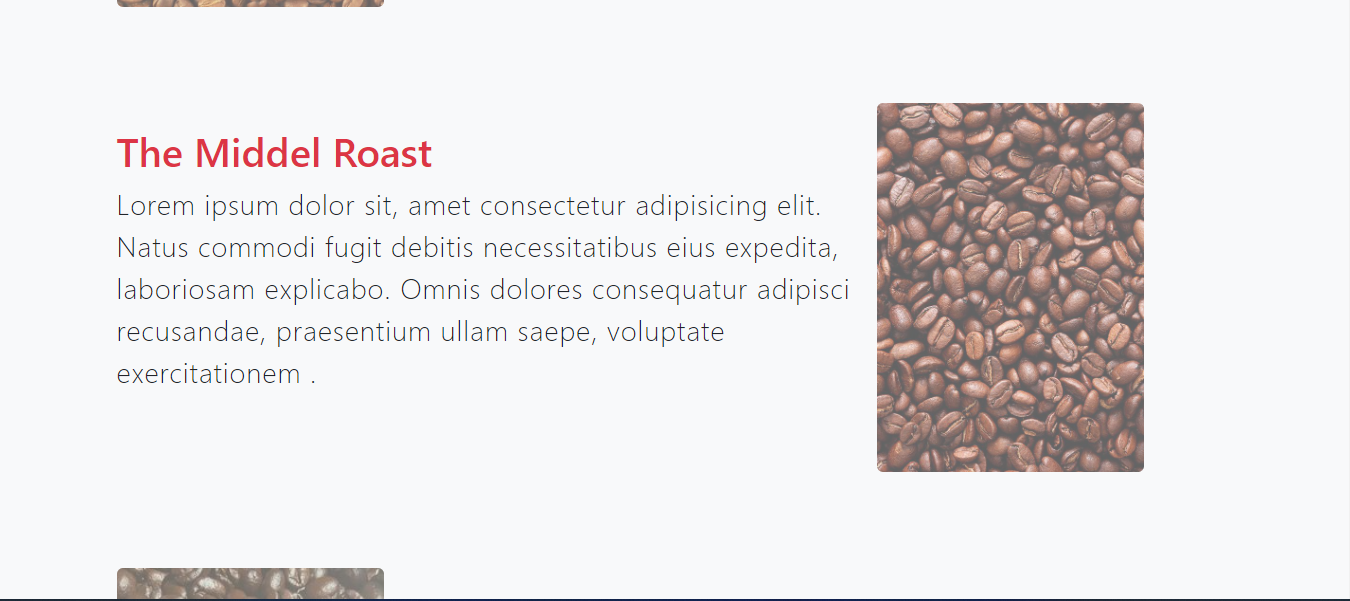 The Middel Roast
Lorem ipsum dolor sit, amet consectetur adipisicing elit.
Natus commodi fugit debitis necessitatibus eius expedita,
laboriosam explicabo. Omnis dolores consequatur adipisci
recusandae, praesentium ullam saepe, voluptate
exercitationem .